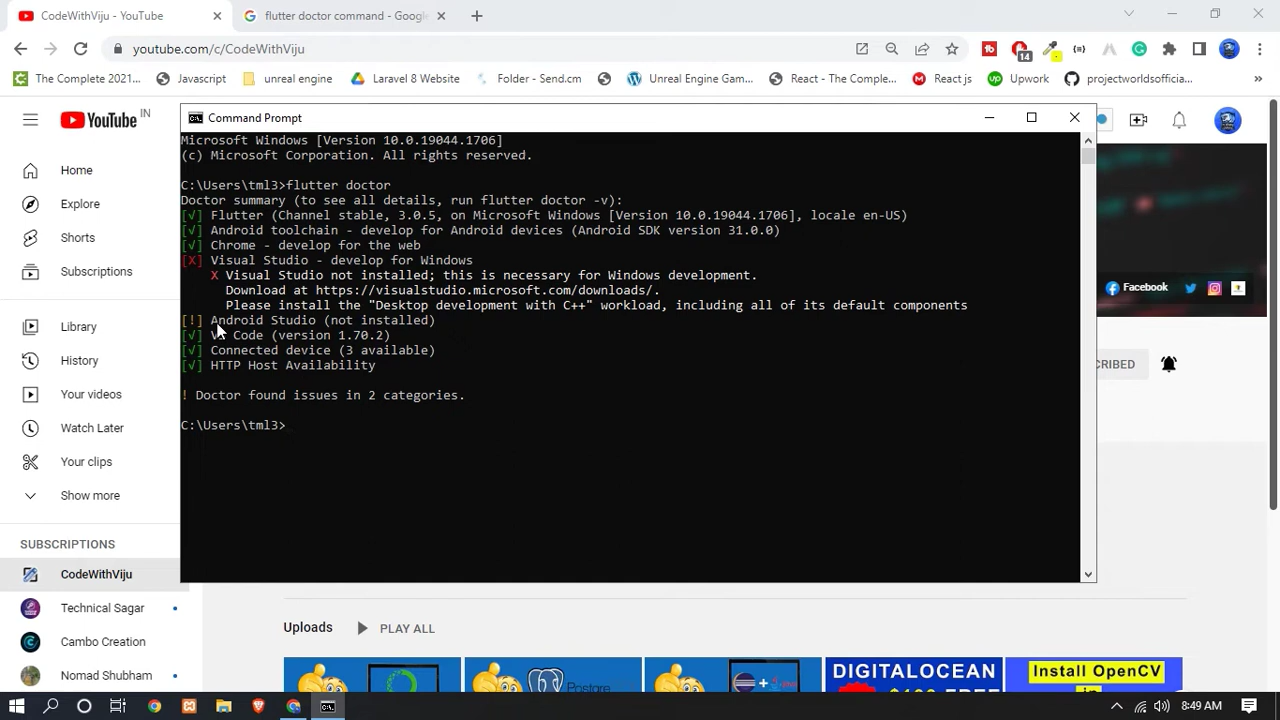 CodeWithViju - YouTube
flutter doctor command - Google
youtube.com/c/CodeWithViju
14
The Complete 2021...
Javascript
unreal engine
Laravel 8 Website
Folder - Send.cm
Unreal Engine Gam...
React - The Comple...
React js
Upwork
projectworldsofficia...
YouTube IN
Home
Explore
Shorts
Subscriptions
Library
History
Your videos
Watch Later
Your clips
Show more
SUBSCRIPTIONS
CodeWithViju
Technical Sagar
Cambo Creation
Nomad Shubham
Command Prompt
Microsoft Windows [Version 10.0.19044.1706]
(c) Microsoft Corporation. All rights reserved.
C:\Users\tml3>flutter doctor
Doctor summary (to see all details, run flutter doctor -v):
[√] Flutter (Channel stable, 3.0.5, on Microsoft Windows [Version 10.0.19044.1706], locale en-US)
[√] Android toolchain - develop for Android devices (Android SDK version 31.0.0)
[√] Chrome - develop for the web
[X] Visual Studio - develop for Windows
X Visual Studio not installed; this is necessary for Windows development.
Download at https://visualstudio.microsoft.com/downloads/.
Please install the "Desktop development with C++" workload, including all of its default components
[!] Android Studio (not installed)
[√] VS Code (version 1.70.2)
[√] Connected device (3 available)
[√] HTTP Host Availability
! Doctor found issues in 2 categories.
C:\Users\tml3>
Facebook
CRIBED
Uploads
PLAY ALL
DIGITALOCEAN
Install OpenCV
in
8:49 AM